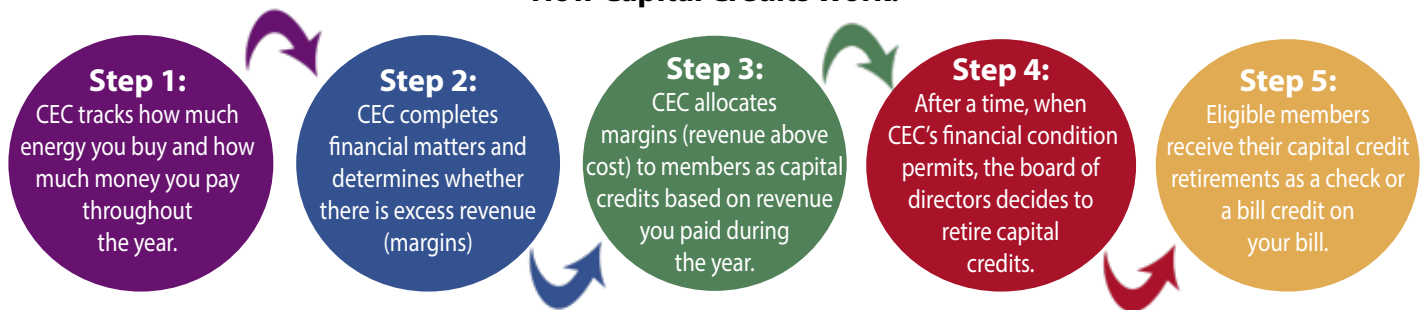 How Capital Credits Work:
Step 1:
CEC tracks how much
energy you buy and how
much money you pay
throughout
the year.
Step 2:
CEC completes
financial matters and
determines whether
there is excess revenue
(margins)
Step 3:
CEC allocates
margins (revenue above
cost) to members as capital
credits based on revenue
you paid during
the year.
Step 4:
After a time, when
CEC's financial condition
permits, the board of
directors decides to
retire capital
credits.
Step 5:
Eligible members
receive their capital credit
retirements as a check or
a bill credit on
your bill.